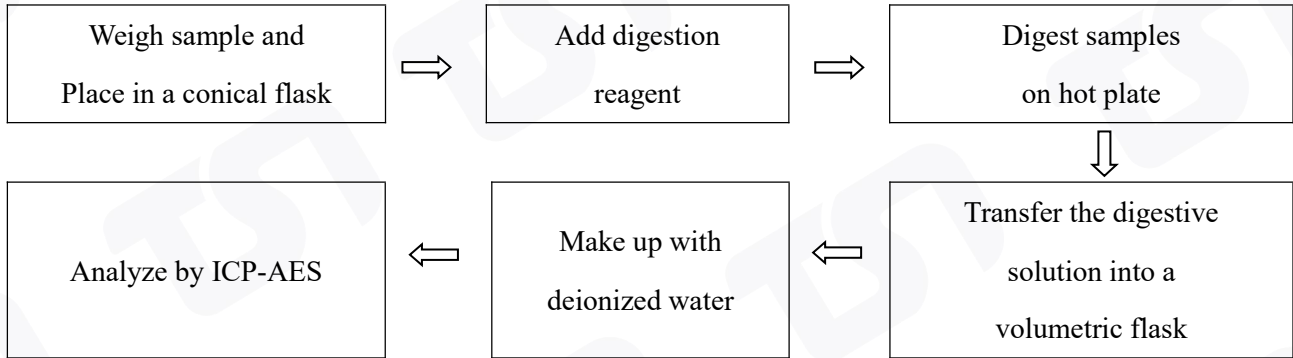 Weigh sample and
Place in a conical flask
Add digestion
reagent
Digest samples
on hot plate
Transfer the digestive
solution into a
volumetric flask
Make up with
deionized water
Analyze by ICP-AES